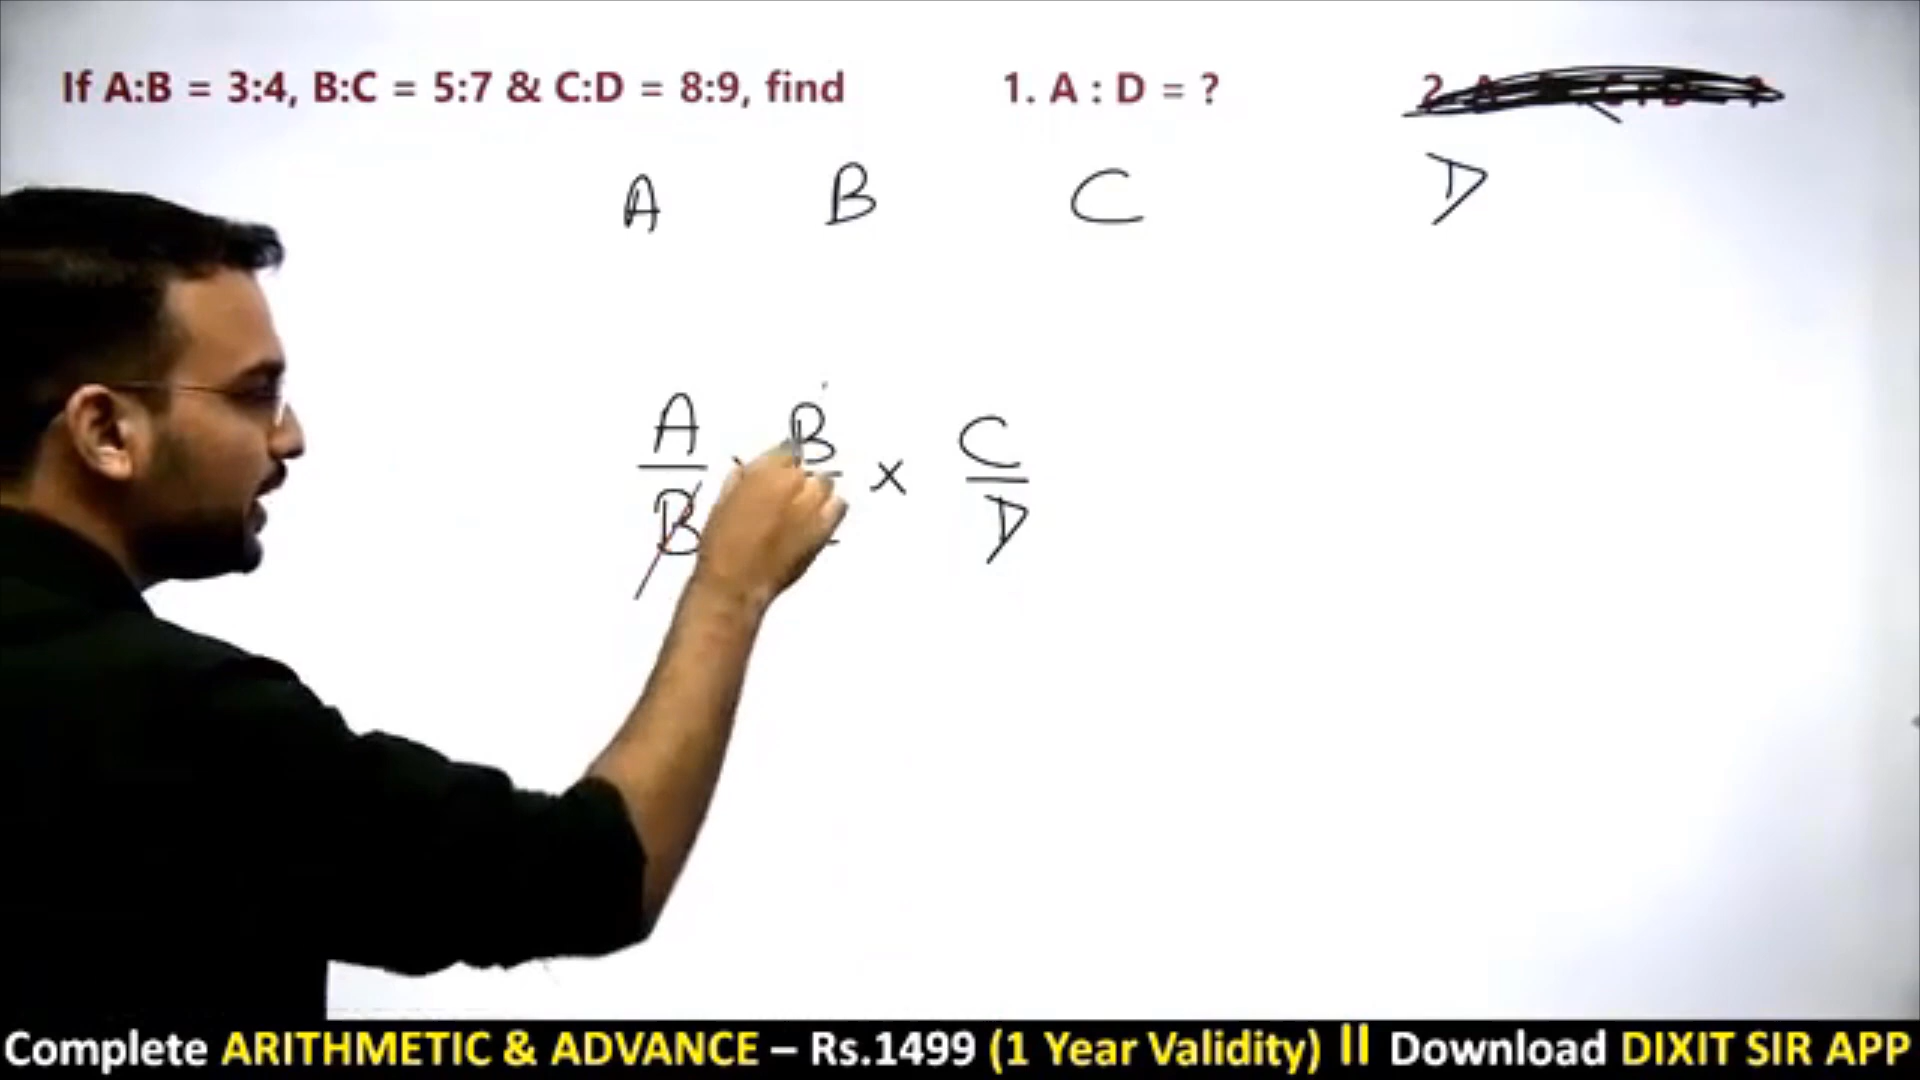 If A:B = 3:4, B:C = 5:7 & C:D = 8:9, find 1. A : D = ?
A B C D
A B × C
B D
Complete ARITHMETIC & ADVANCE – Rs.1499 (1 Year Validity) || Download DIXIT SIR APP